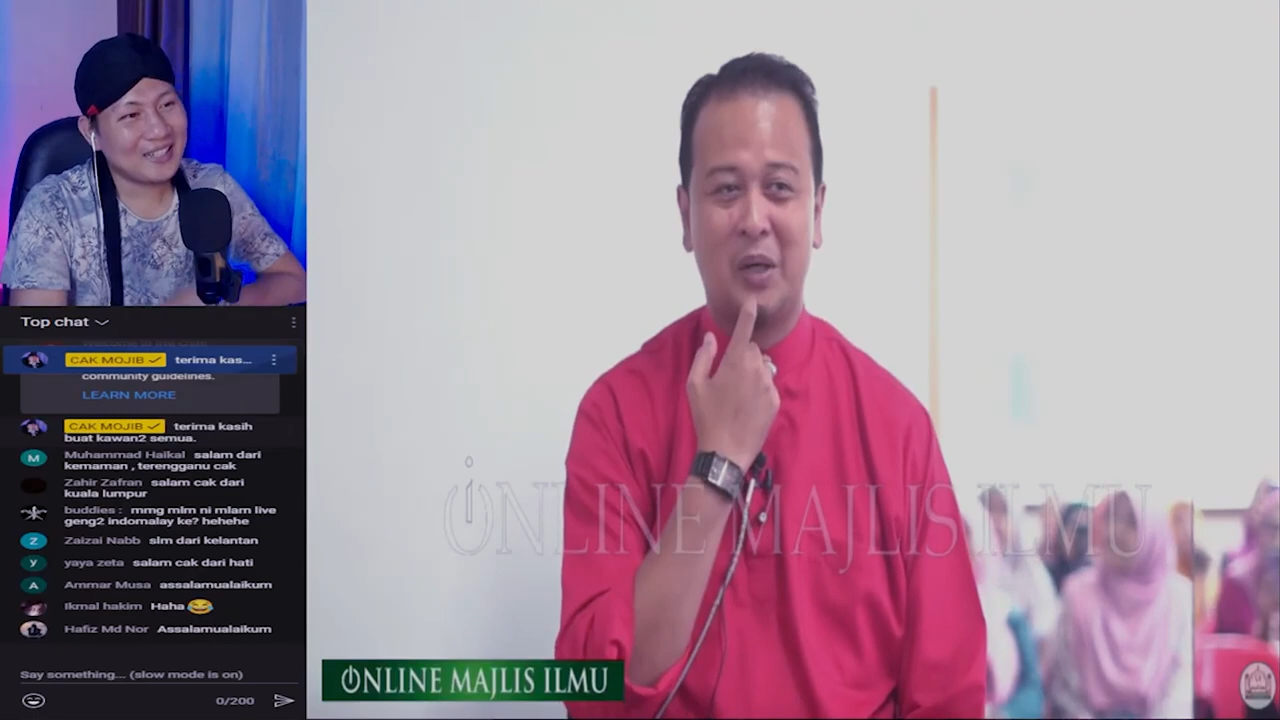 Top chat
CAK MOJIB terima kas...
community guidelines.
LEARN MORE
CAK MOJIB terima kasih
buat kawan2 semua.
M
Muhammad Haikal salam dari
kemaman , terengganu cak
Zahir Zafran salam cak dari
kuala lumpur
buddies : mmg mlm ni mlam live
geng2 indomalay ke? hehehe
Z
Zaizai Nabb slm dari kelantan
y
yaya zeta salam cak dari hati
A
Ammar Musa assalamualaikum
Ikmal hakim Haha 😂
Hafiz Md Nor Assalamualaikum
Say something... (slow mode is on)
0/200
ONLINE MAJLIS ILMU
ONLINE MAJLIS ILMU